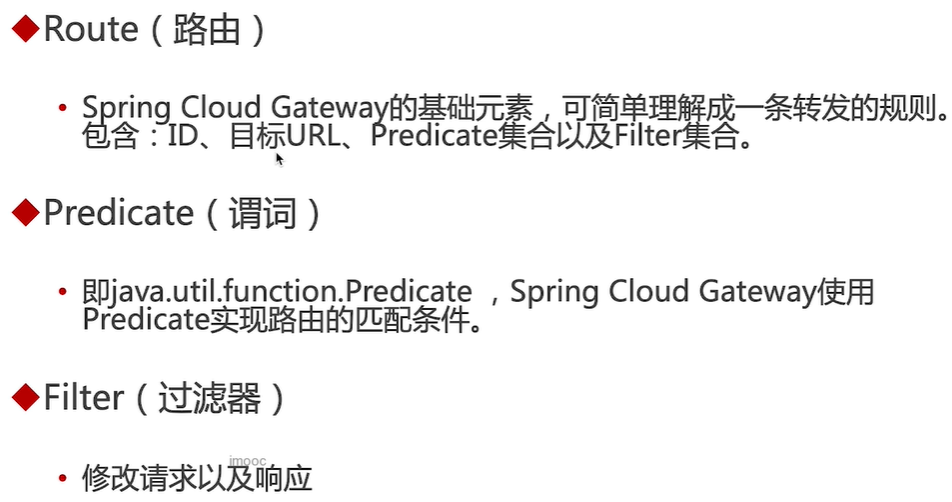 Route（路由）
Spring Cloud Gateway的基础元素，可简单理解成一条转发的规则。
包含：ID、目标URL、Predicate集合以及Filter集合。
Predicate（谓词）
即java.util.function.Predicate ，Spring Cloud Gateway使用
Predicate实现路由的匹配条件。
Filter（过滤器）
imooc
修改请求以及响应